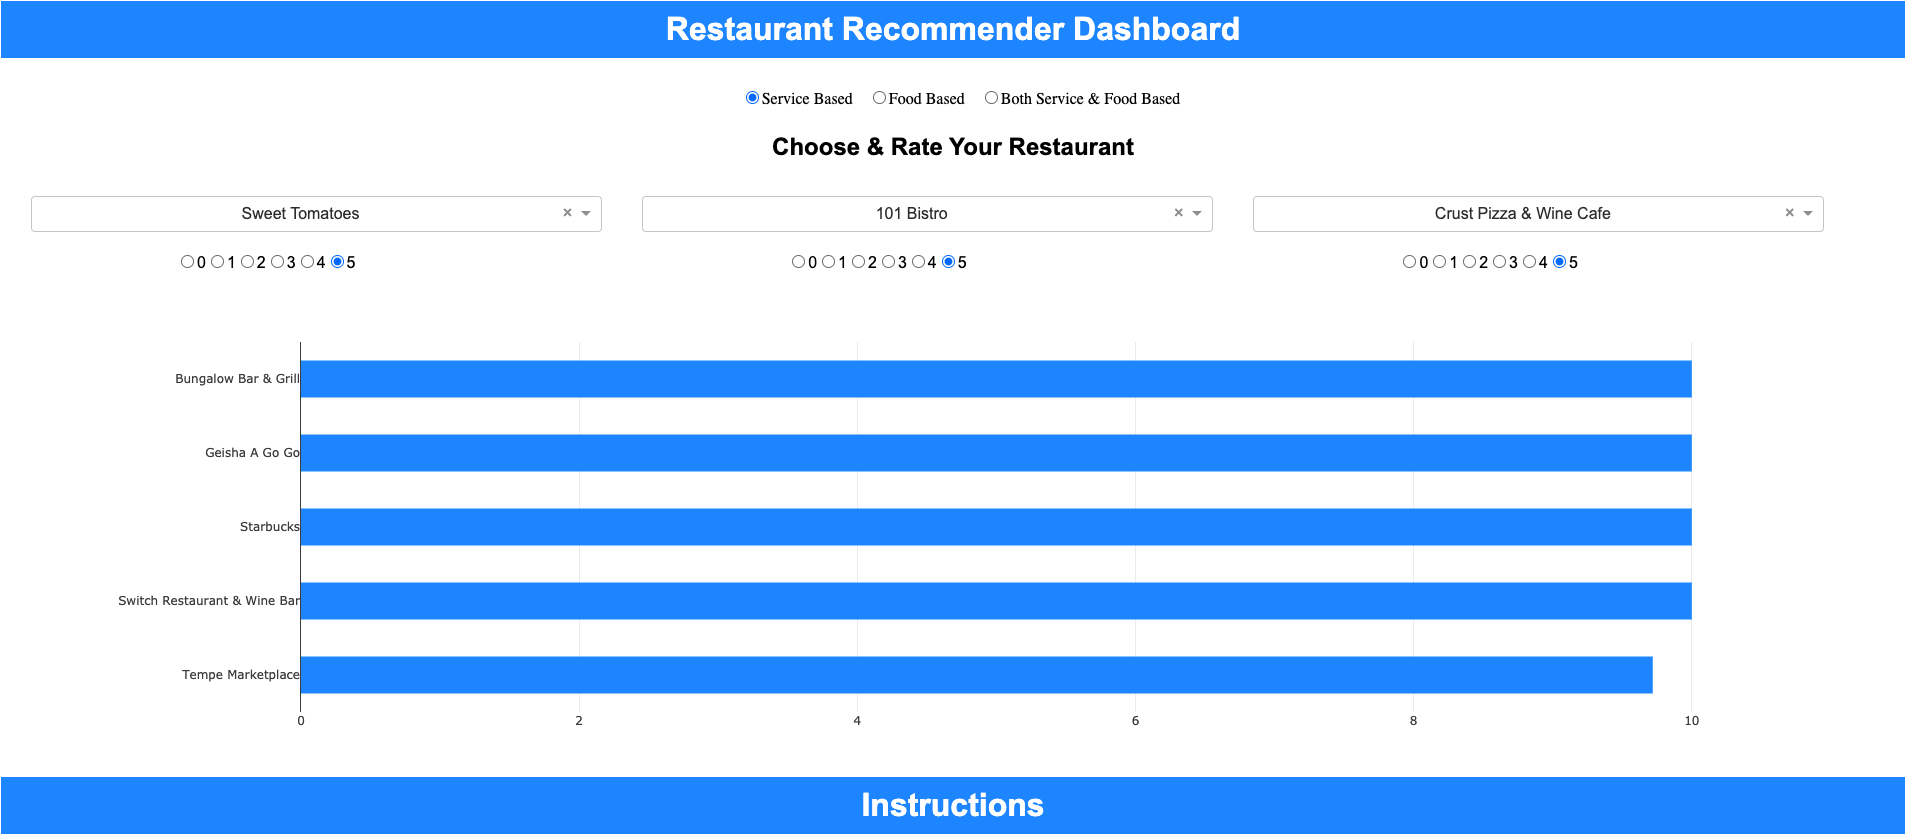 Restaurant Recommender Dashboard
Service Based Food Based Both Service & Food Based
Choose & Rate Your Restaurant
Sweet Tomatoes × 101 Bistro × Crust Pizza & Wine Cafe ×
0 1 2 3 4 5 0 1 2 3 4 5 0 1 2 3 4 5
Bungalow Bar & Grill
Geisha A Go Go
Starbucks
Switch Restaurant & Wine Bar
Tempe Marketplace
0 2 4 6 8 10
Instructions